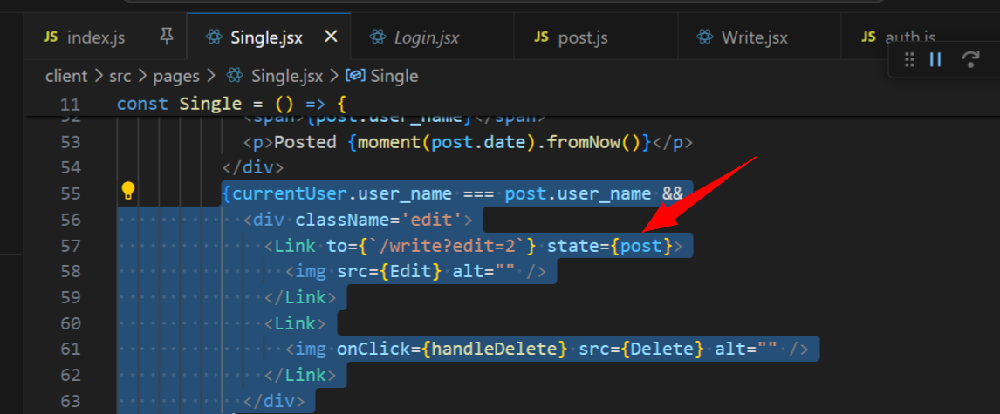 JS index.js Single.jsx × Login.jsx JS post.js Write.jsx JS auth.js
client > src > pages > Single.jsx > Single
11 const Single = () => {
52 <span>{post.user_name}</span>
53 <p>Posted {moment(post.date).fromNow()}</p>
54 </div>
55 {currentUser.user_name === post.user_name &&
56 <div className='edit'>
57 <Link to={`/write?edit=2`} state={post}>
58 <img src={Edit} alt="" />
59 </Link>
60 <Link>
61 <img onClick={handleDelete} src={Delete} alt="" />
62 </Link>
63 </div>